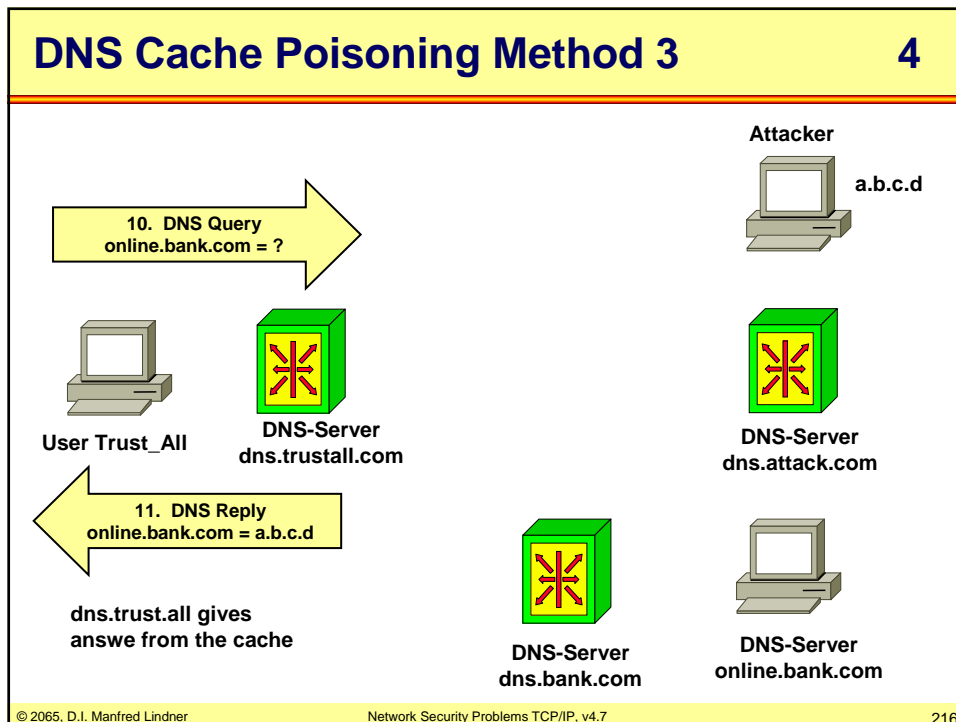 DNS Cache Poisoning Method 3 4
Attacker
a.b.c.d
10. DNS Query
online.bank.com = ?
User Trust_All
DNS-Server
dns.trustall.com
DNS-Server
dns.attack.com
11. DNS Reply
online.bank.com = a.b.c.d
dns.trust.all gives
answe from the cache
DNS-Server
dns.bank.com
DNS-Server
online.bank.com
© 2065, D.I. Manfred Lindner Network Security Problems TCP/IP, v4.7 216